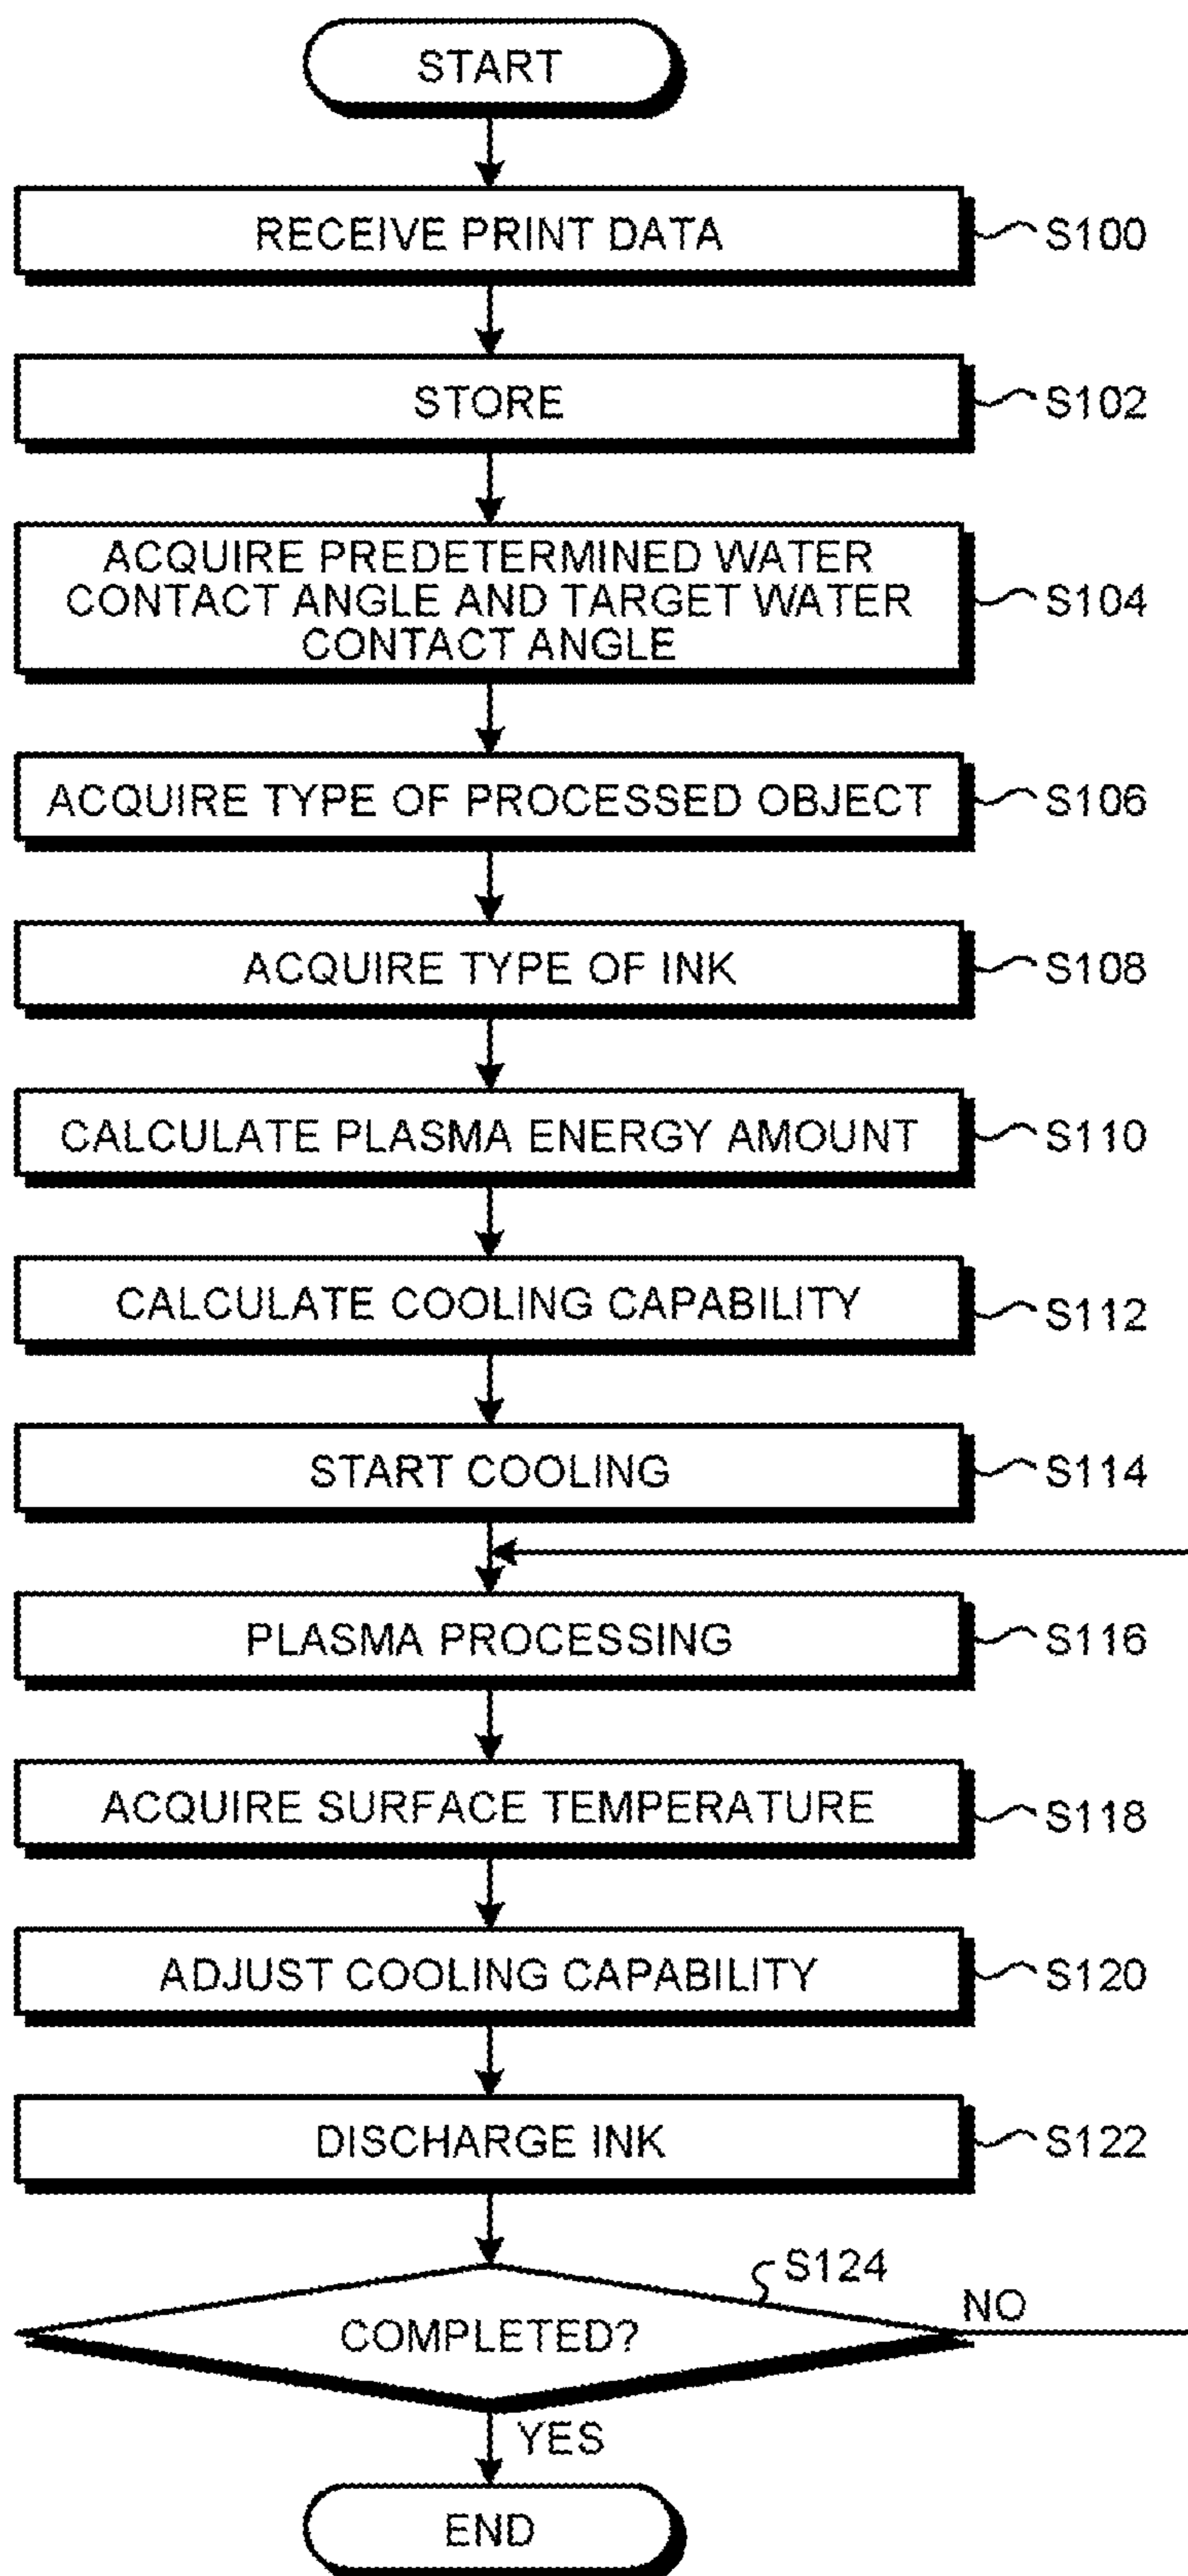 START
RECEIVE PRINT DATA
S100
STORE
S102
ACQUIRE PREDETERMINED WATER
CONTACT ANGLE AND TARGET WATER
CONTACT ANGLE
S104
ACQUIRE TYPE OF PROCESSED OBJECT
S106
ACQUIRE TYPE OF INK
S108
CALCULATE PLASMA ENERGY AMOUNT
S110
CALCULATE COOLING CAPABILITY
S112
START COOLING
S114
PLASMA PROCESSING
S116
ACQUIRE SURFACE TEMPERATURE
S118
ADJUST COOLING CAPABILITY
S120
DISCHARGE INK
S122
S124
COMPLETED?
NO
YES
END